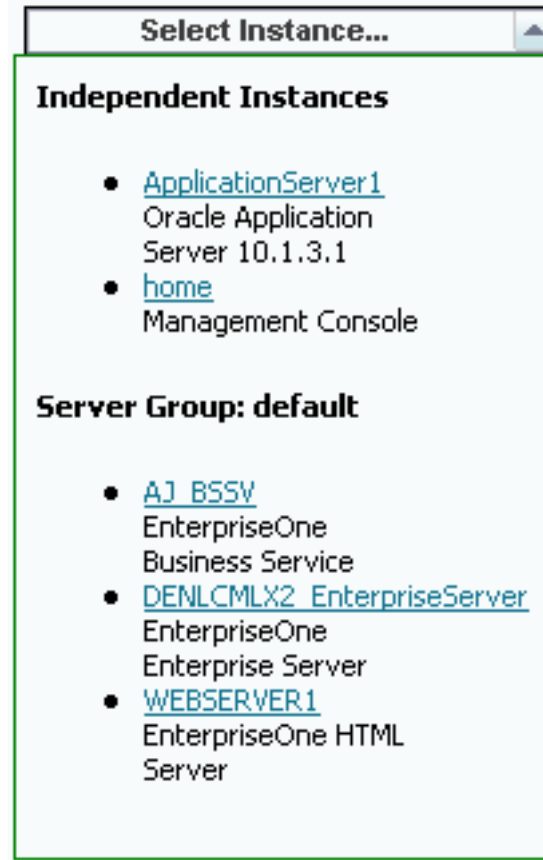 Select Instance...
Independent Instances
ApplicationServer1
Oracle Application
Server 10.1.3.1
home
Management Console
Server Group: default
AJ_BSSV
EnterpriseOne
Business Service
DENLCMLX2_EnterpriseServer
EnterpriseOne
Enterprise Server
WEBSERVER1
EnterpriseOne HTML
Server